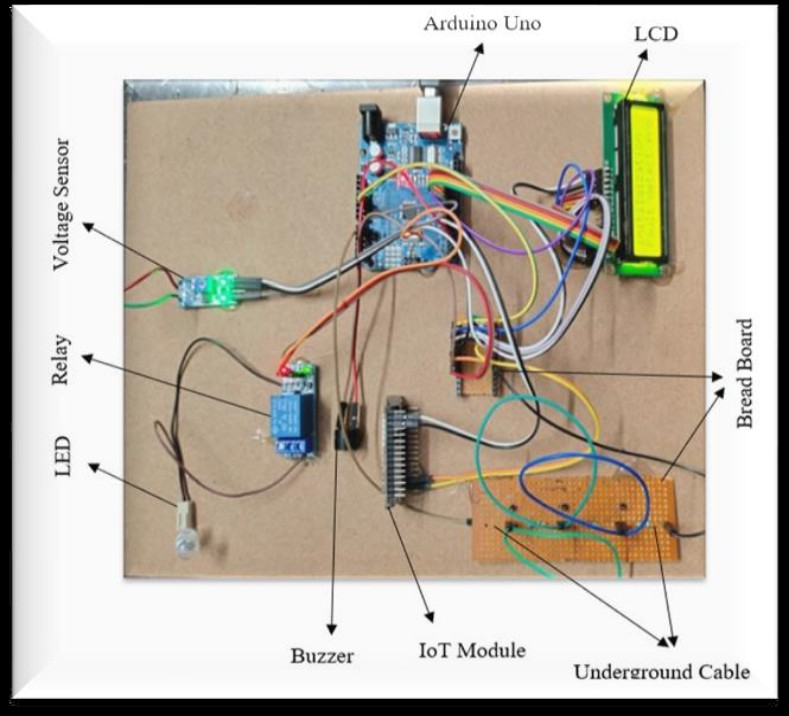 Arduino Uno
LCD
Voltage Sensor
Relay
LED
Bread Board
Buzzer
IoT Module
Underground Cable